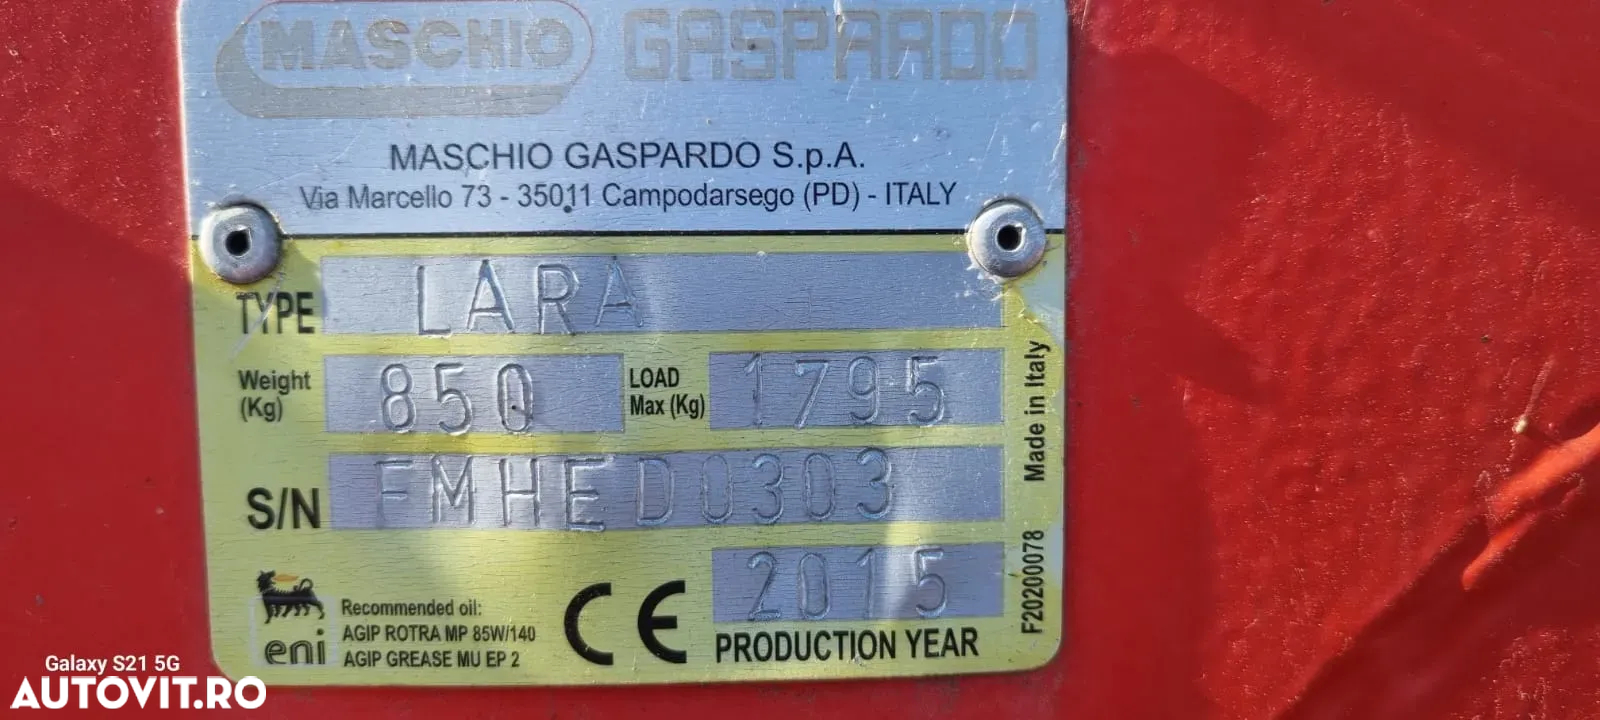 MASCHIO GASPARDO
MASCHIO GASPARDO S.p.A.
Via Marcello 73 - 35011 Campodarsego (PD) - ITALY
TYPE LARA
Weight (Kg) 850 LOAD Max (Kg) 1795
S/N FMHED0303
Made in Italy
F20200078
2015
PRODUCTION YEAR
CE
eni
Recommended oil:
AGIP ROTRA MP 85W/140
AGIP GREASE MU EP 2
Galaxy S21 5G
AUTOVIT.RO